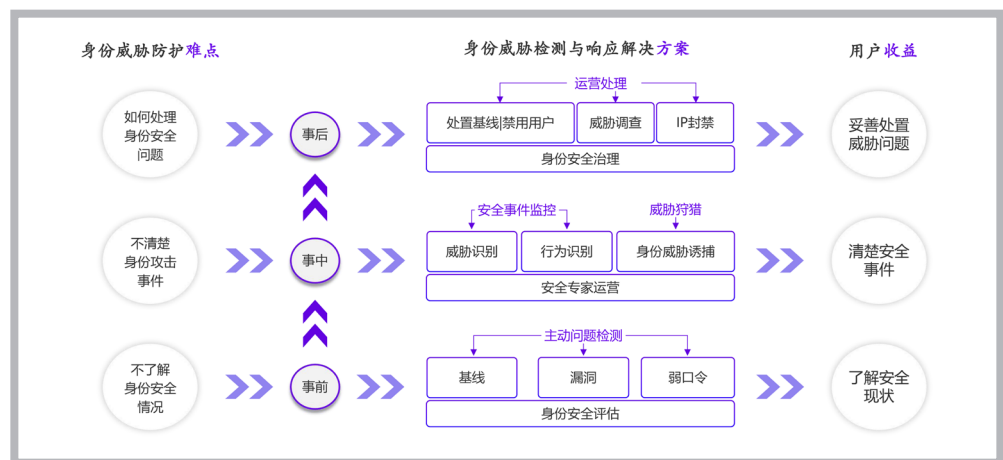 身份威胁防护难点
身份威胁检测与响应解决方案
用户收益
如何处理
身份安全
问题
事后
运营处理
处置基线|禁用用户
威胁调查
IP封禁
身份安全治理
妥善处置
威胁问题
不清楚
身份攻击
事件
事中
安全事件监控
威胁狩猎
威胁识别
行为识别
身份威胁诱捕
安全专家运营
清楚安全
事件
不了解
身份安全
情况
事前
主动问题检测
基线
漏洞
弱口令
身份安全评估
了解安全
现状